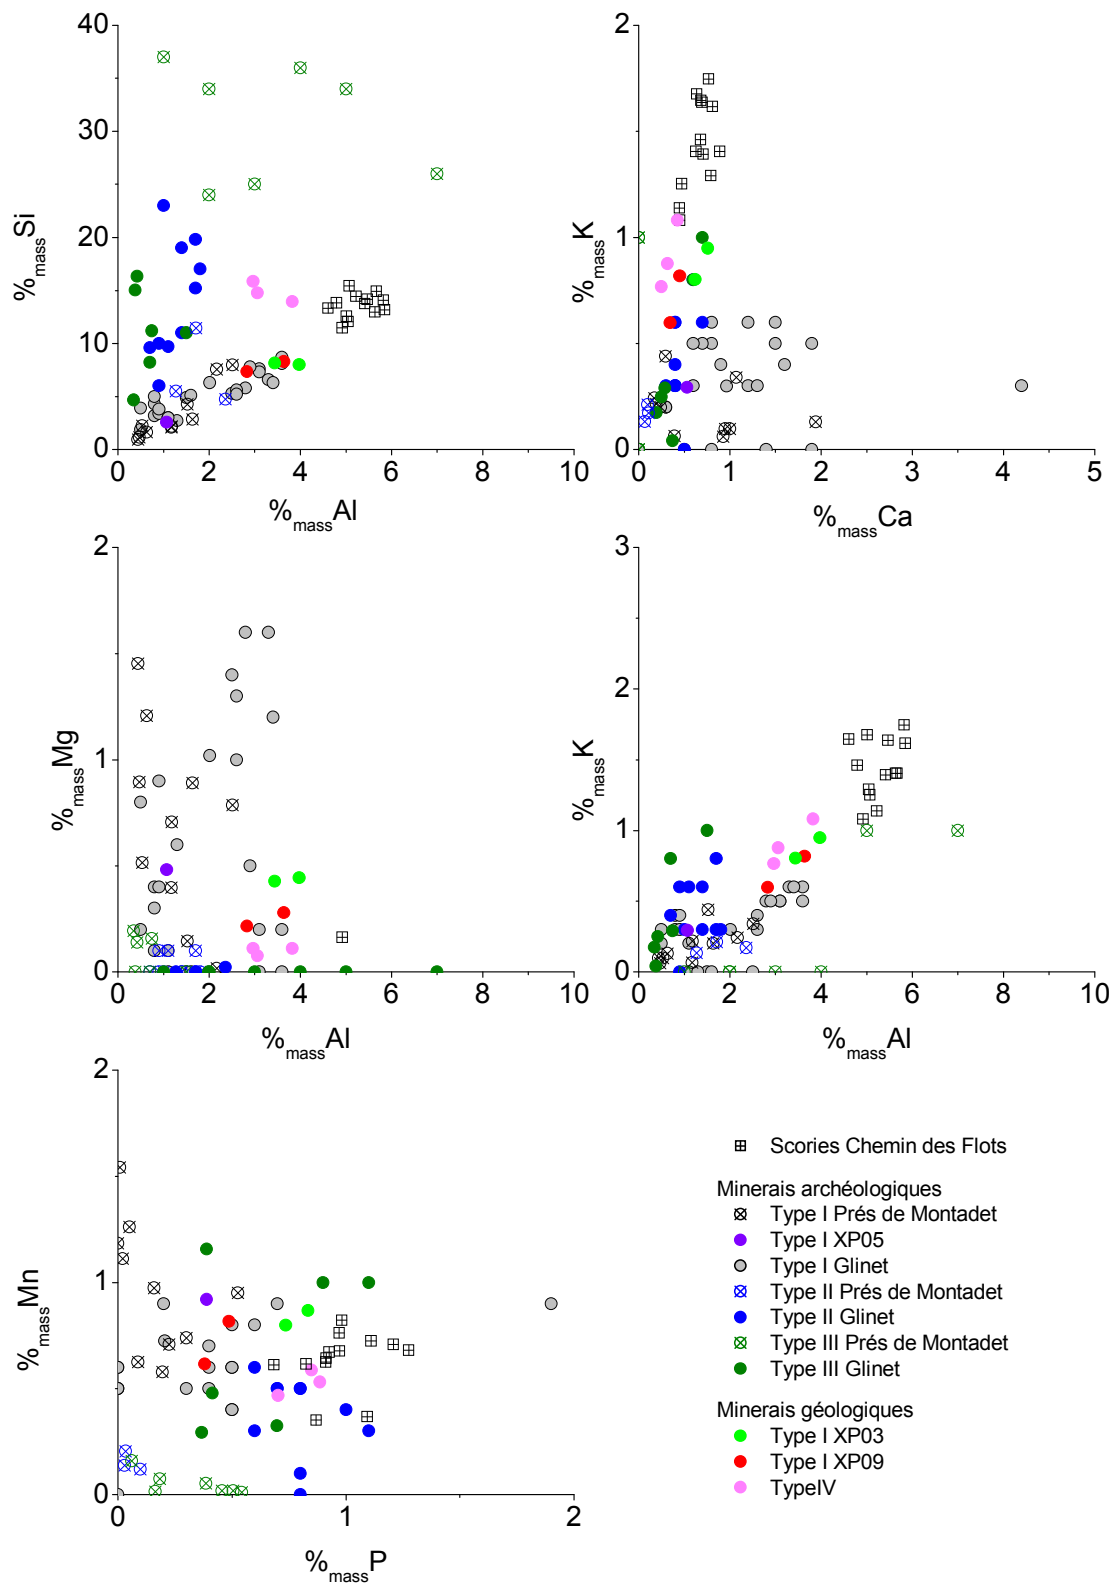 40
30
20
10
0
%massSi
0 2 4 6 8 10
%massAl
2
1
0
%massK
0 1 2 3 4 5
%massCa
2
1
0
%massMg
0 2 4 6 8 10
%massAl
3
2
1
0
%massK
0 2 4 6 8 10
%massAl
2
1
0
%massMn
0 1 2
%massP
Scories Chemin des Flots
Minerais archéologiques
Type I Prés de Montadet
Type I XP05
Type I Glinet
Type II Prés de Montadet
Type II Glinet
Type III Prés de Montadet
Type III Glinet
Minerais géologiques
Type I XP03
Type I XP09
TypeIV